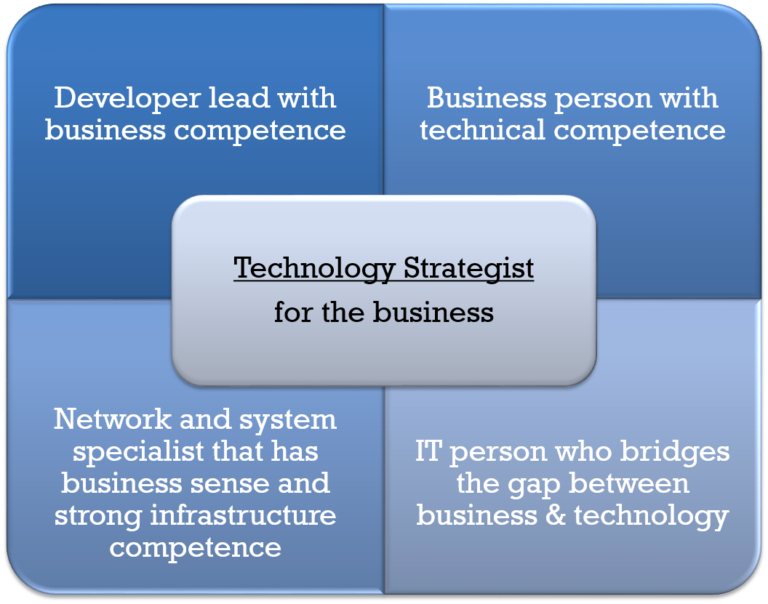 Developer lead with
business competence
Business person with
technical competence
Technology Strategist
for the business
Network and system
specialist that has
business sense and
strong infrastructure
competence
IT person who bridges
the gap between
business & technology